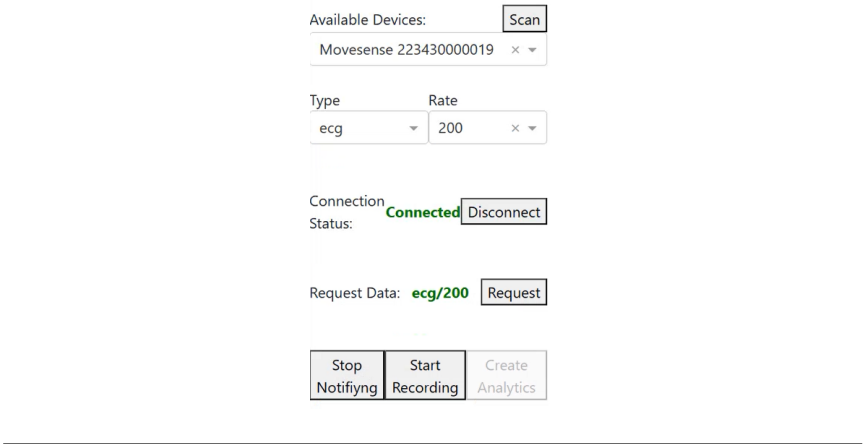 Available Devices: Scan
Movesense 223430000019
Type Rate
ecg 200
Connection
Status: Connected Disconnect
Request Data: ecg/200 Request
Stop Start Create
Notifiyng Recording Analytics